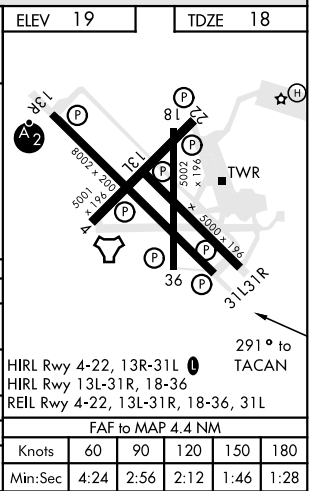 ELEV 19 TDZE 18
13R
P
P
22
18
H
A2
P
P
13L
P
8002 x 200
5002 x 196
TWR
5001 x 196
P
5000 x 196
4
P
P
36
P
31L 31R
291° to
TACAN
HIRL Rwy 4-22, 13R-31L L
HIRL Rwy 13L-31R, 18-36
REIL Rwy 4-22, 13L-31R, 18-36, 31L
FAF to MAP 4.4 NM
Knots 60 90 120 150 180
Min:Sec 4:24 2:56 2:12 1:46 1:28